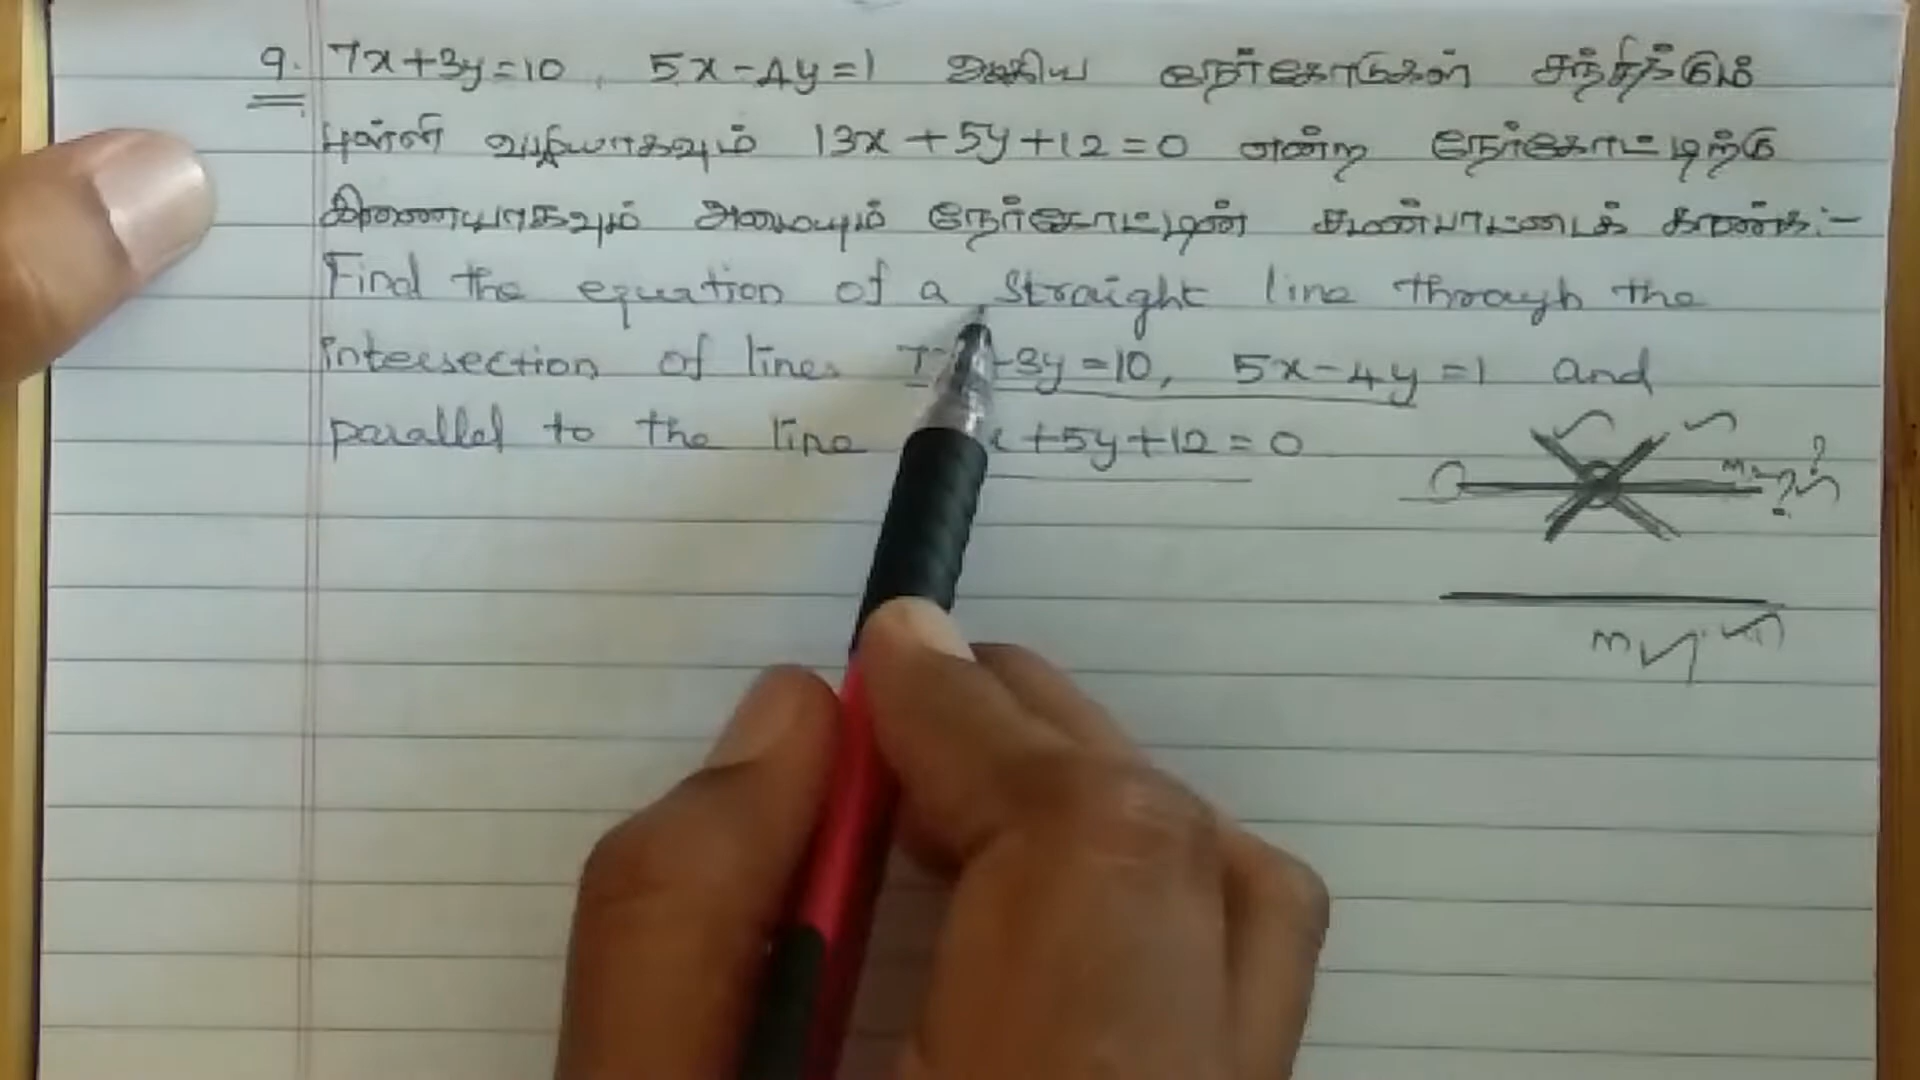 9. 7x+3y=10, 5x-4y=1 ஆகிய நேர்கோடுகள் சந்திக்கும்
புள்ளி வழியாகவும் 13x+5y+12=0 என்ற நேர்கோட்டிற்கு
இணையாகவும் அமையும் நேர்கோட்டின் சமன்பாட்டைக் காண்க:-
Find the equation of a straight line through the
intersection of lines 7 -3y=10, 5x-4y=1 and
parallel to the line x+5y+12=0
m ?
?
m